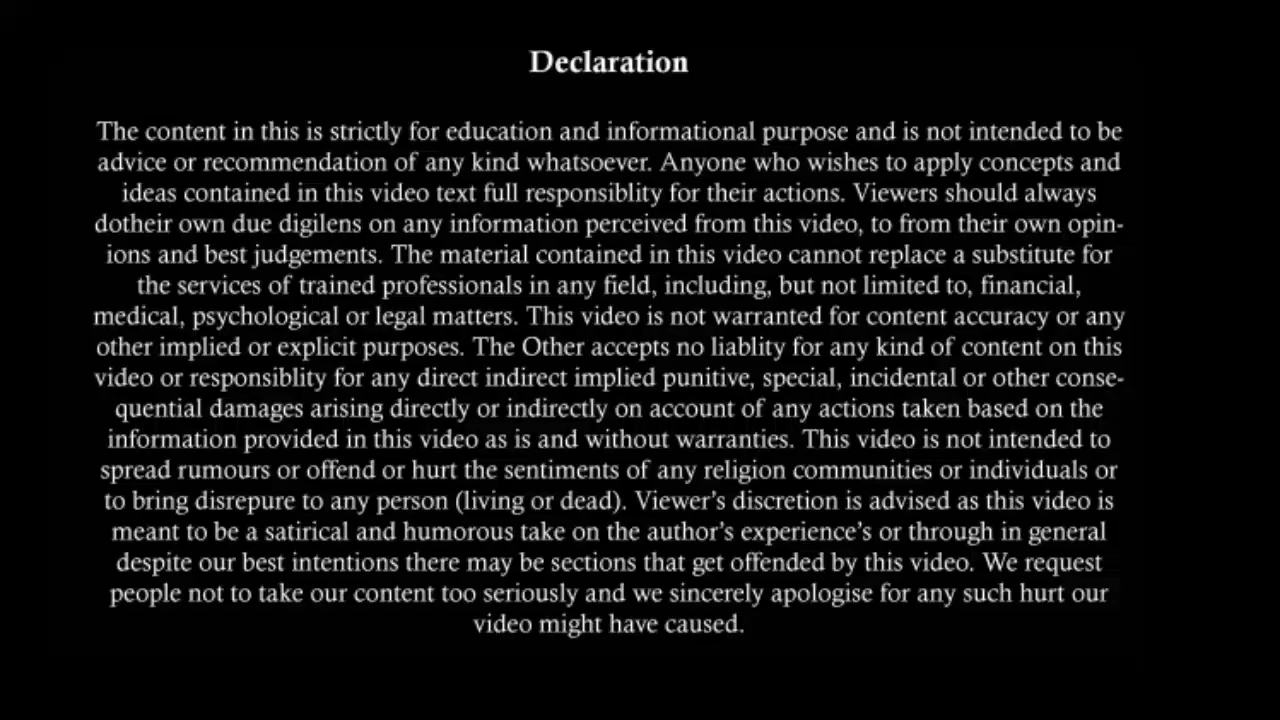 Declaration
The content in this is strictly for education and informational purpose and is not intended to be
advice or recommendation of any kind whatsoever. Anyone who wishes to apply concepts and
ideas contained in this video text full responsiblity for their actions. Viewers should always
dotheir own due digilens on any information perceived from this video, to from their own opin-
ions and best judgements. The material contained in this video cannot replace a substitute for
the services of trained professionals in any field, including, but not limited to, financial,
medical, psychological or legal matters. This video is not warranted for content accuracy or any
other implied or explicit purposes. The Other accepts no liablity for any kind of content on this
video or responsiblity for any direct indirect implied punitive, special, incidental or other conse-
quential damages arising directly or indirectly on account of any actions taken based on the
information provided in this video as is and without warranties. This video is not intended to
spread rumours or offend or hurt the sentiments of any religion communities or individuals or
to bring disrepure to any person (living or dead). Viewer's discretion is advised as this video is
meant to be a satirical and humorous take on the author's experience's or through in general
despite our best intentions there may be sections that get offended by this video. We request
people not to take our content too seriously and we sincerely apologise for any such hurt our
video might have caused.